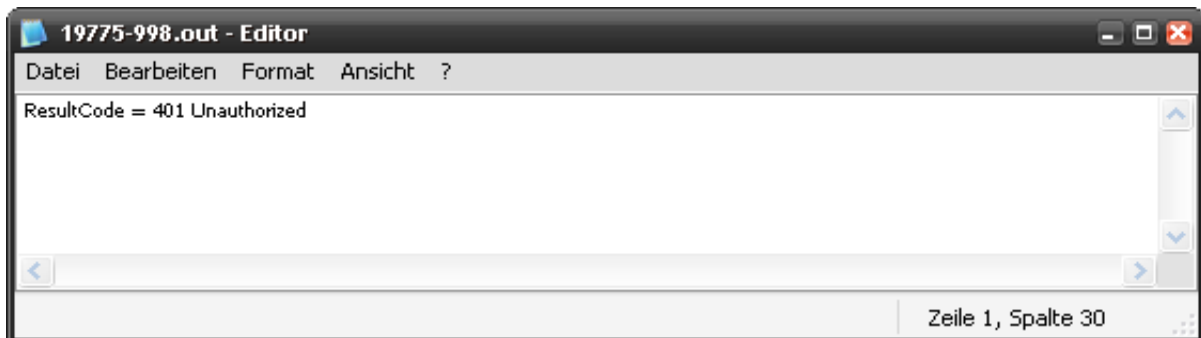 19775-998.out - Editor
Datei Bearbeiten Format Ansicht ?
ResultCode = 401 Unauthorized
Zeile 1, Spalte 30